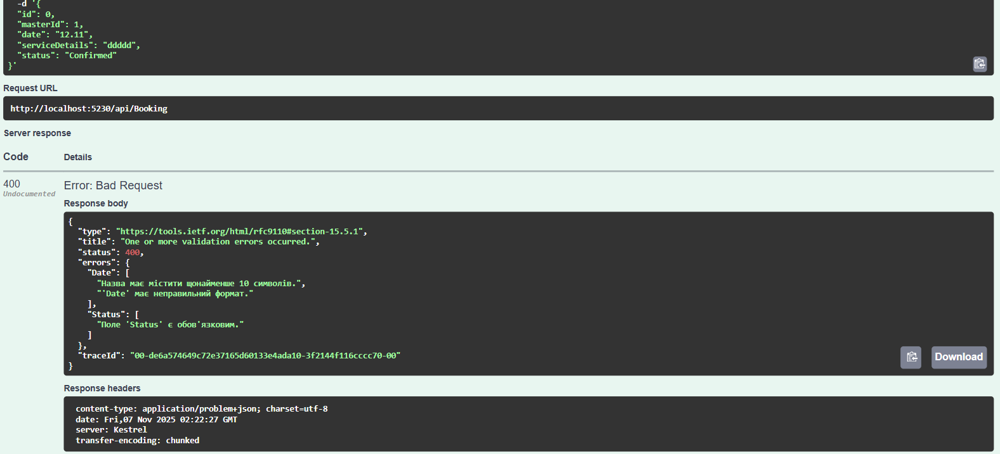 -d '{
"id": 0,
"masterId": 1,
"date": "12.11",
"serviceDetails": "ddddd",
"status": "Confirmed"
}'
Request URL
http://localhost:5230/api/Booking
Server response
Code Details
400 Error: Bad Request
Undocumented
Response body
{
"type": "https://tools.ietf.org/html/rfc9110#section-15.5.1",
"title": "One or more validation errors occurred.",
"status": 400,
"errors": {
"Date": [
"Назва має містити щонайменше 10 символів.",
"'Date' має неправильний формат."
],
"Status": [
"Поле 'Status' є обов'язковим."
]
},
"traceId": "00-de6a574649c72e37165d60133e4ada10-3f2144f116cccc70-00"
}
Download
Response headers
content-type: application/problem+json; charset=utf-8
date: Fri,07 Nov 2025 02:22:27 GMT
server: Kestrel
transfer-encoding: chunked